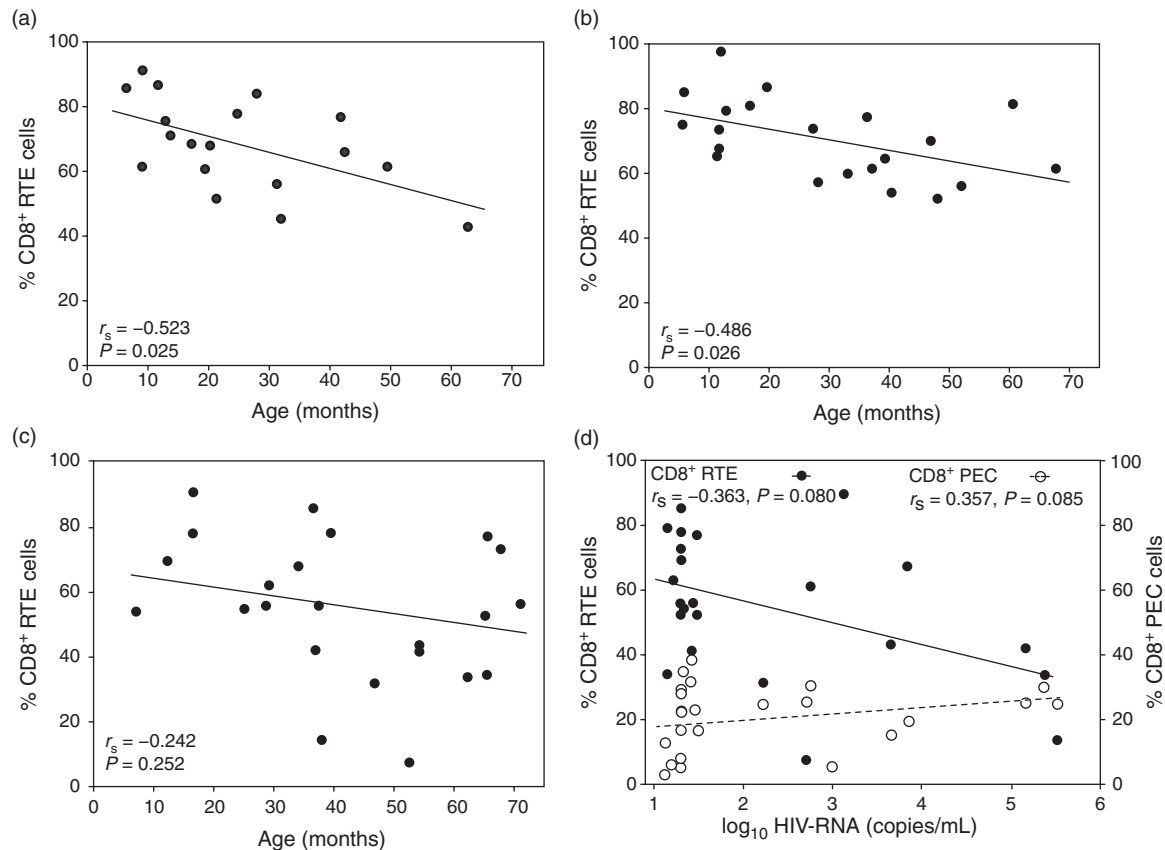 (a)
100
80
60
40
20
0
% CD8+ RTE cells
rs = −0.523
P = 0.025
0 10 20 30 40 50 60 70
Age (months)
(b)
100
80
60
40
20
0
% CD8+ RTE cells
rs = −0.486
P = 0.026
0 10 20 30 40 50 60 70
Age (months)
(c)
100
80
60
40
20
0
% CD8+ RTE cells
rs = −0.242
P = 0.252
0 10 20 30 40 50 60 70
Age (months)
(d)
100
80
60
40
20
0
% CD8+ RTE cells
CD8+ RTE
rs = −0.363, P = 0.080
CD8+ PEC
rs = 0.357, P = 0.085
100
80
60
40
20
0
% CD8+ PEC cells
1 2 3 4 5 6
log10 HIV-RNA (copies/mL)